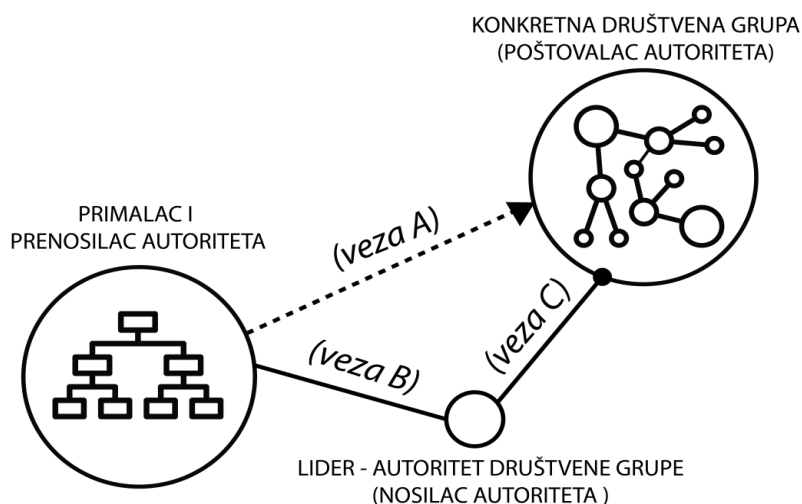 KONKRETNA DRUŠTVENA GRUPA
(POŠTOVALAC AUTORITETA)
PRIMALAC I
PRENOSILAC AUTORITETA
(veza A)
(veza B)
(veza C)
LIDER - AUTORITET DRUŠTVENE GRUPE
(NOSILAC AUTORITETA )